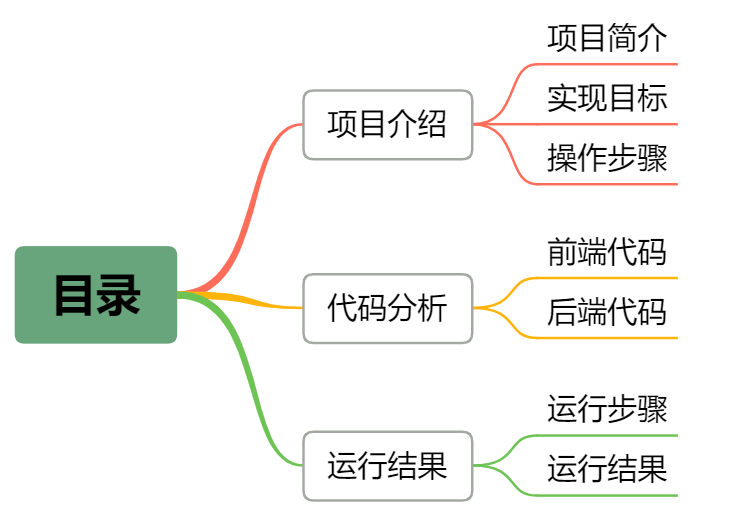 目录
项目介绍
项目简介
实现目标
操作步骤
代码分析
前端代码
后端代码
运行结果
运行步骤
运行结果